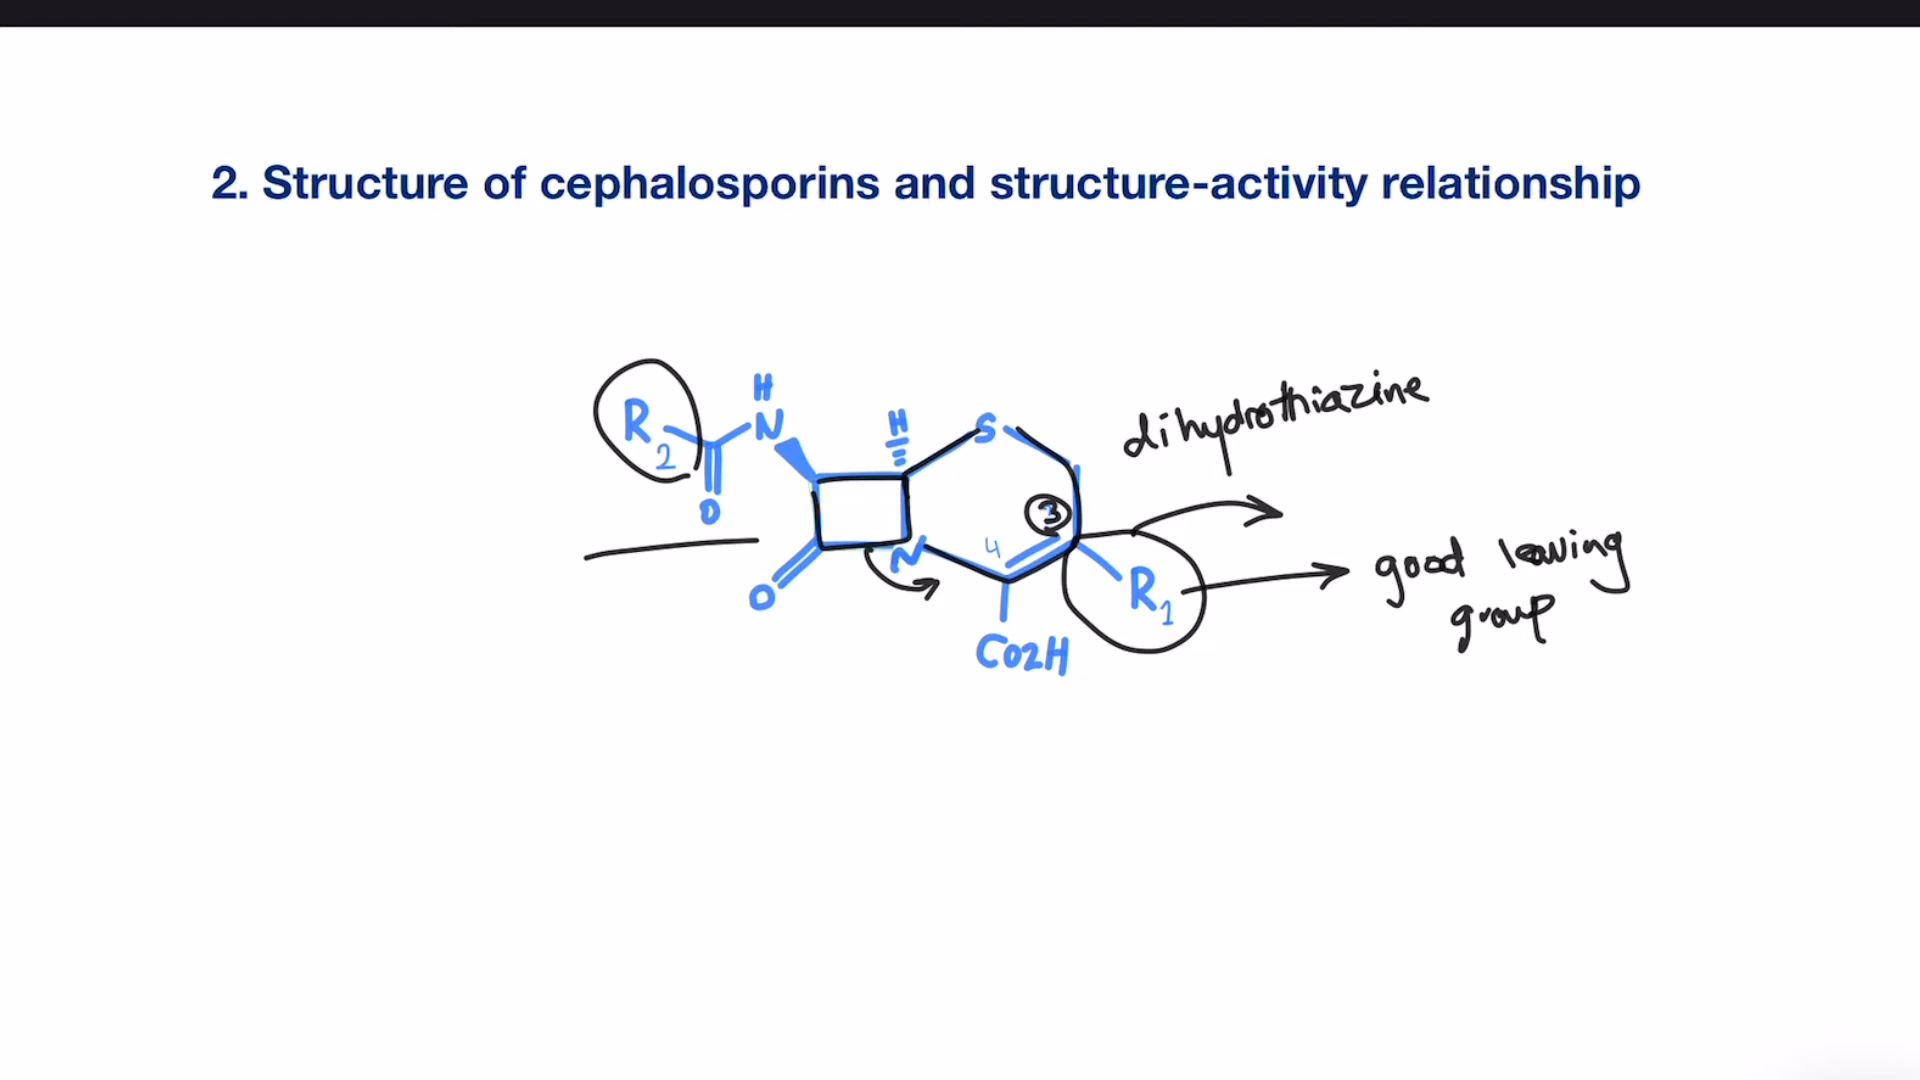 2. Structure of cephalosporins and structure-activity relationship
H
R2
N
H
S
O
dihydrothiazine
3
4
N
O
R1
CO2H
good leaving
group